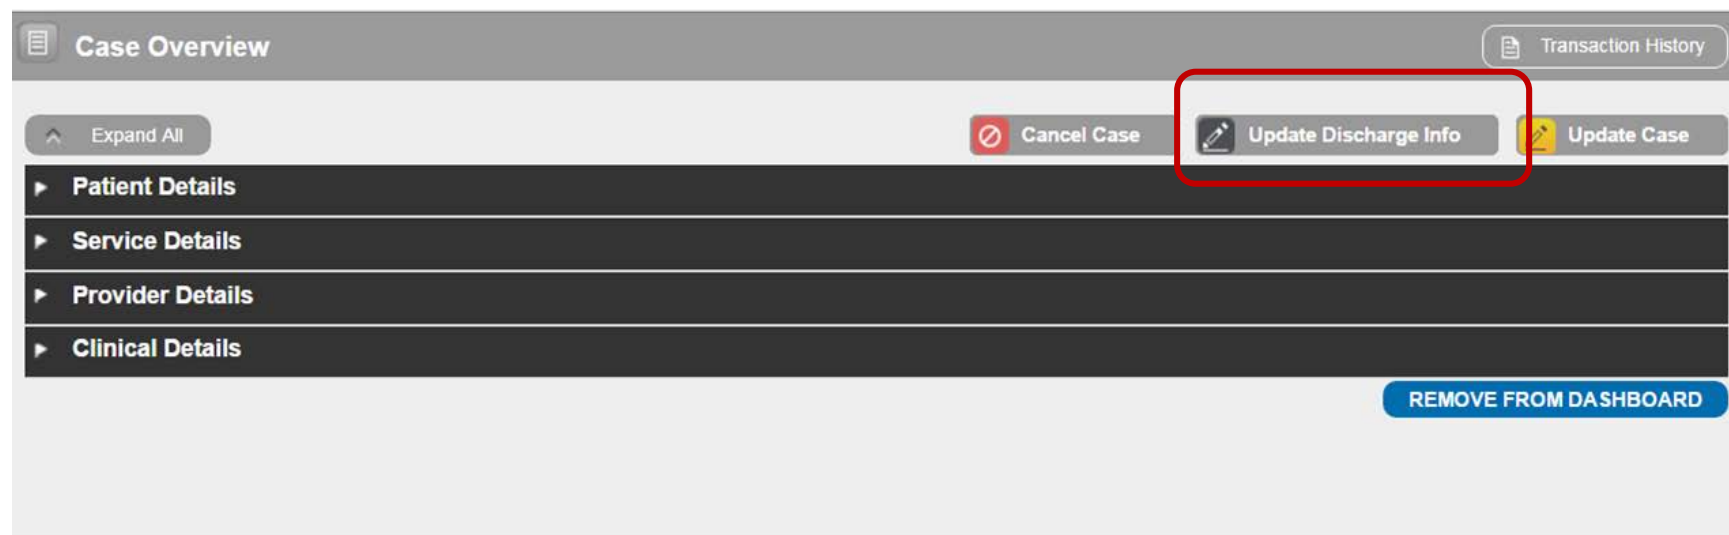 Case Overview
Transaction History
Expand All
Cancel Case
Update Discharge Info
Update Case
Patient Details
Service Details
Provider Details
Clinical Details
REMOVE FROM DASHBOARD